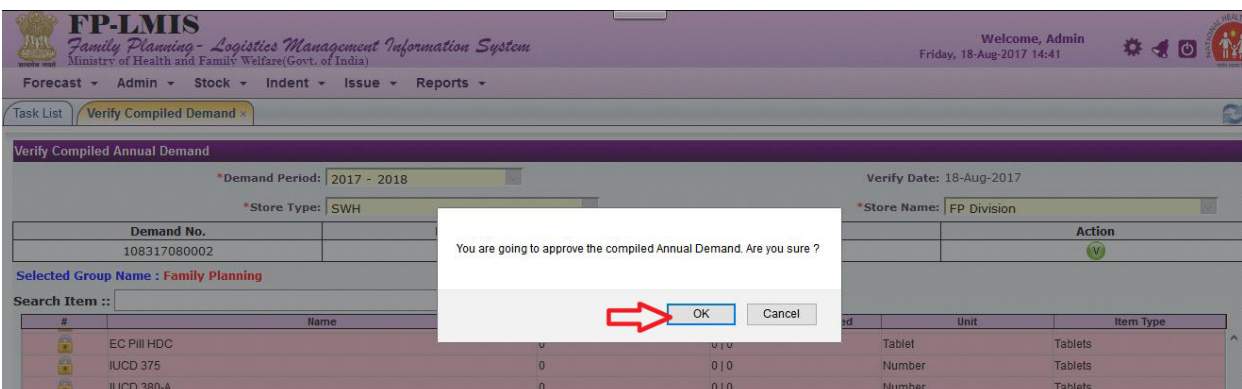 FP-LMIS
Family Planning - Logistics Management Information System
Ministry of Health and Family Welfare(Govt. of India)
Welcome, Admin
Friday, 18-Aug-2017 14:41
Forecast Admin Stock Indent Issue Reports
Task List Verify Compiled Demand ×
Verify Compiled Annual Demand
*Demand Period: 2017 - 2018 Verify Date: 18-Aug-2017
*Store Type: SWH *Store Name: FP Division
Demand No. Action
108317080002 V
You are going to approve the compiled Annual Demand. Are you sure ?
OK Cancel
Selected Group Name : Family Planning
Search Item ::
# Name Unit Item Type
EC Pill HDC 0 0 | 0 Tablet Tablets
IUCD 375 0 0 | 0 Number Tablets
IUCD 380-A 0 0 | 0 Number Tablets